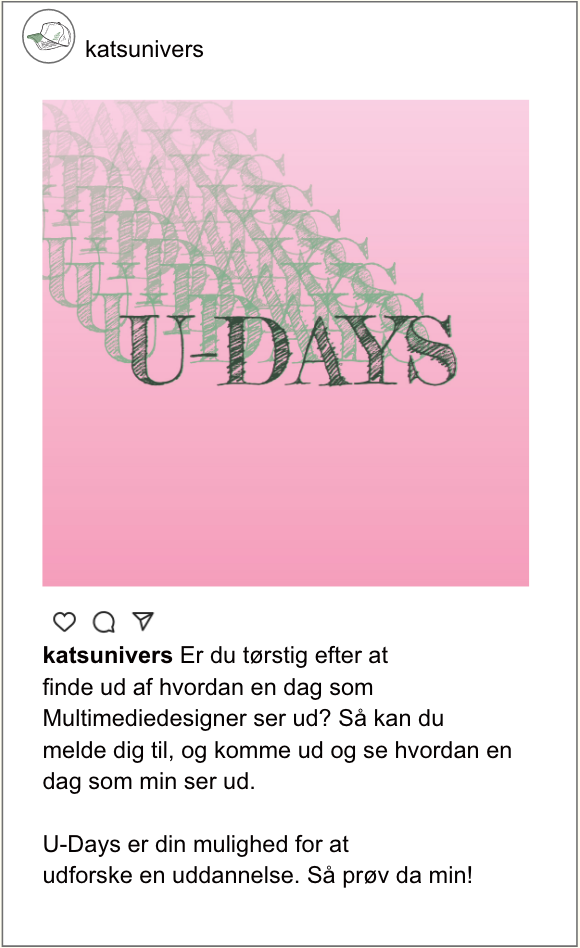 katsunivers
U-DAYS
katsunivers Er du tørstig efter at
finde ud af hvordan en dag som
Multimediedesigner ser ud? Så kan du
melde dig til, og komme ud og se hvordan en
dag som min ser ud.
U-Days er din mulighed for at
udforske en uddannelse. Så prøv da min!